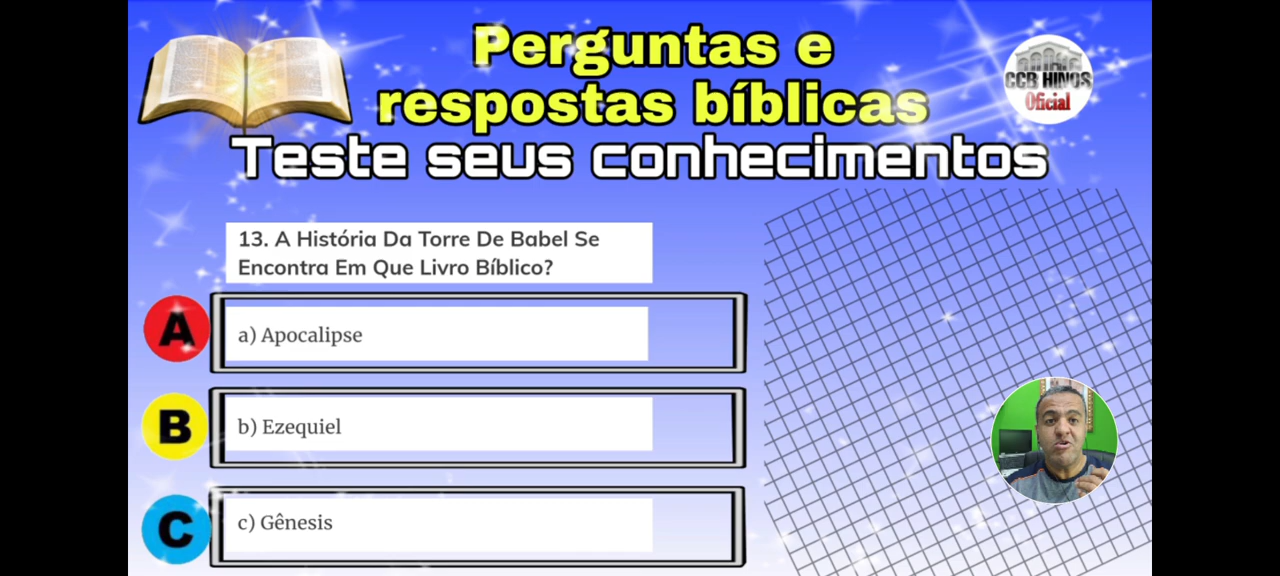 Perguntas e
respostas bíblicas
CCB HINOS
Oficial
Teste seus conhecimentos
13. A História Da Torre De Babel Se
Encontra Em Que Livro Bíblico?
A
a) Apocalipse
B
b) Ezequiel
C
c) Gênesis